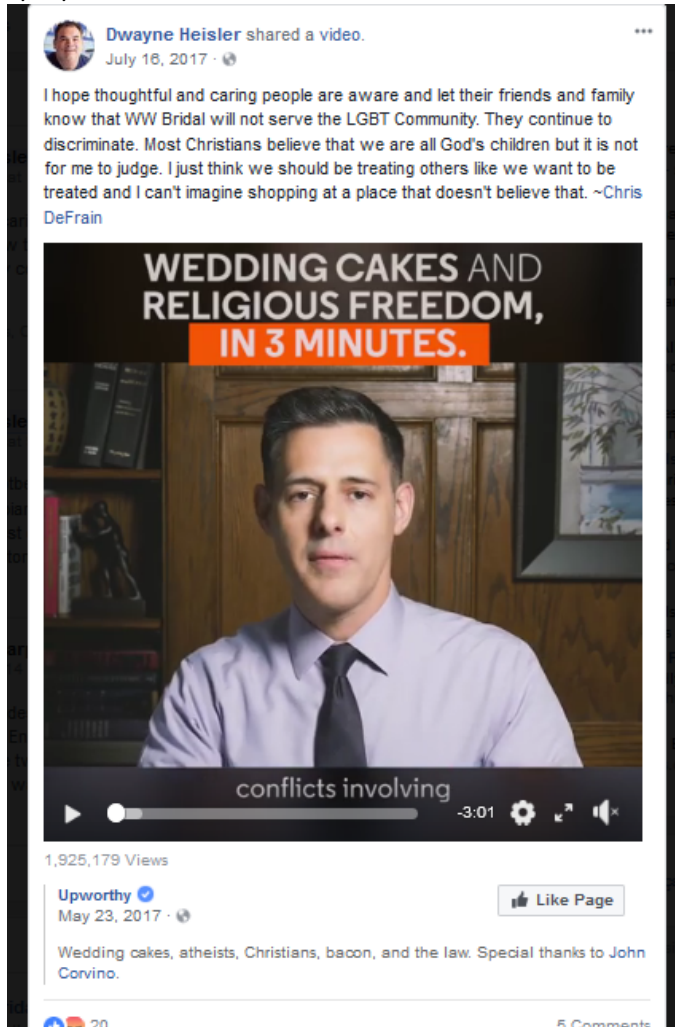 Dwayne Heisler shared a video.
July 16, 2017
I hope thoughtful and caring people are aware and let their friends and family
know that WW Bridal will not serve the LGBT Community. They continue to
discriminate. Most Christians believe that we are all God's children but it is not
for me to judge. I just think we should be treating others like we want to be
treated and I can't imagine shopping at a place that doesn't believe that. ~Chris
DeFrain
WEDDING CAKES AND
RELIGIOUS FREEDOM,
IN 3 MINUTES.
conflicts involving
-3:01
1,925,179 Views
Upworthy
Like Page
May 23, 2017
Wedding cakes, atheists, Christians, bacon, and the law. Special thanks to John
Corvino.
20
5 Comments